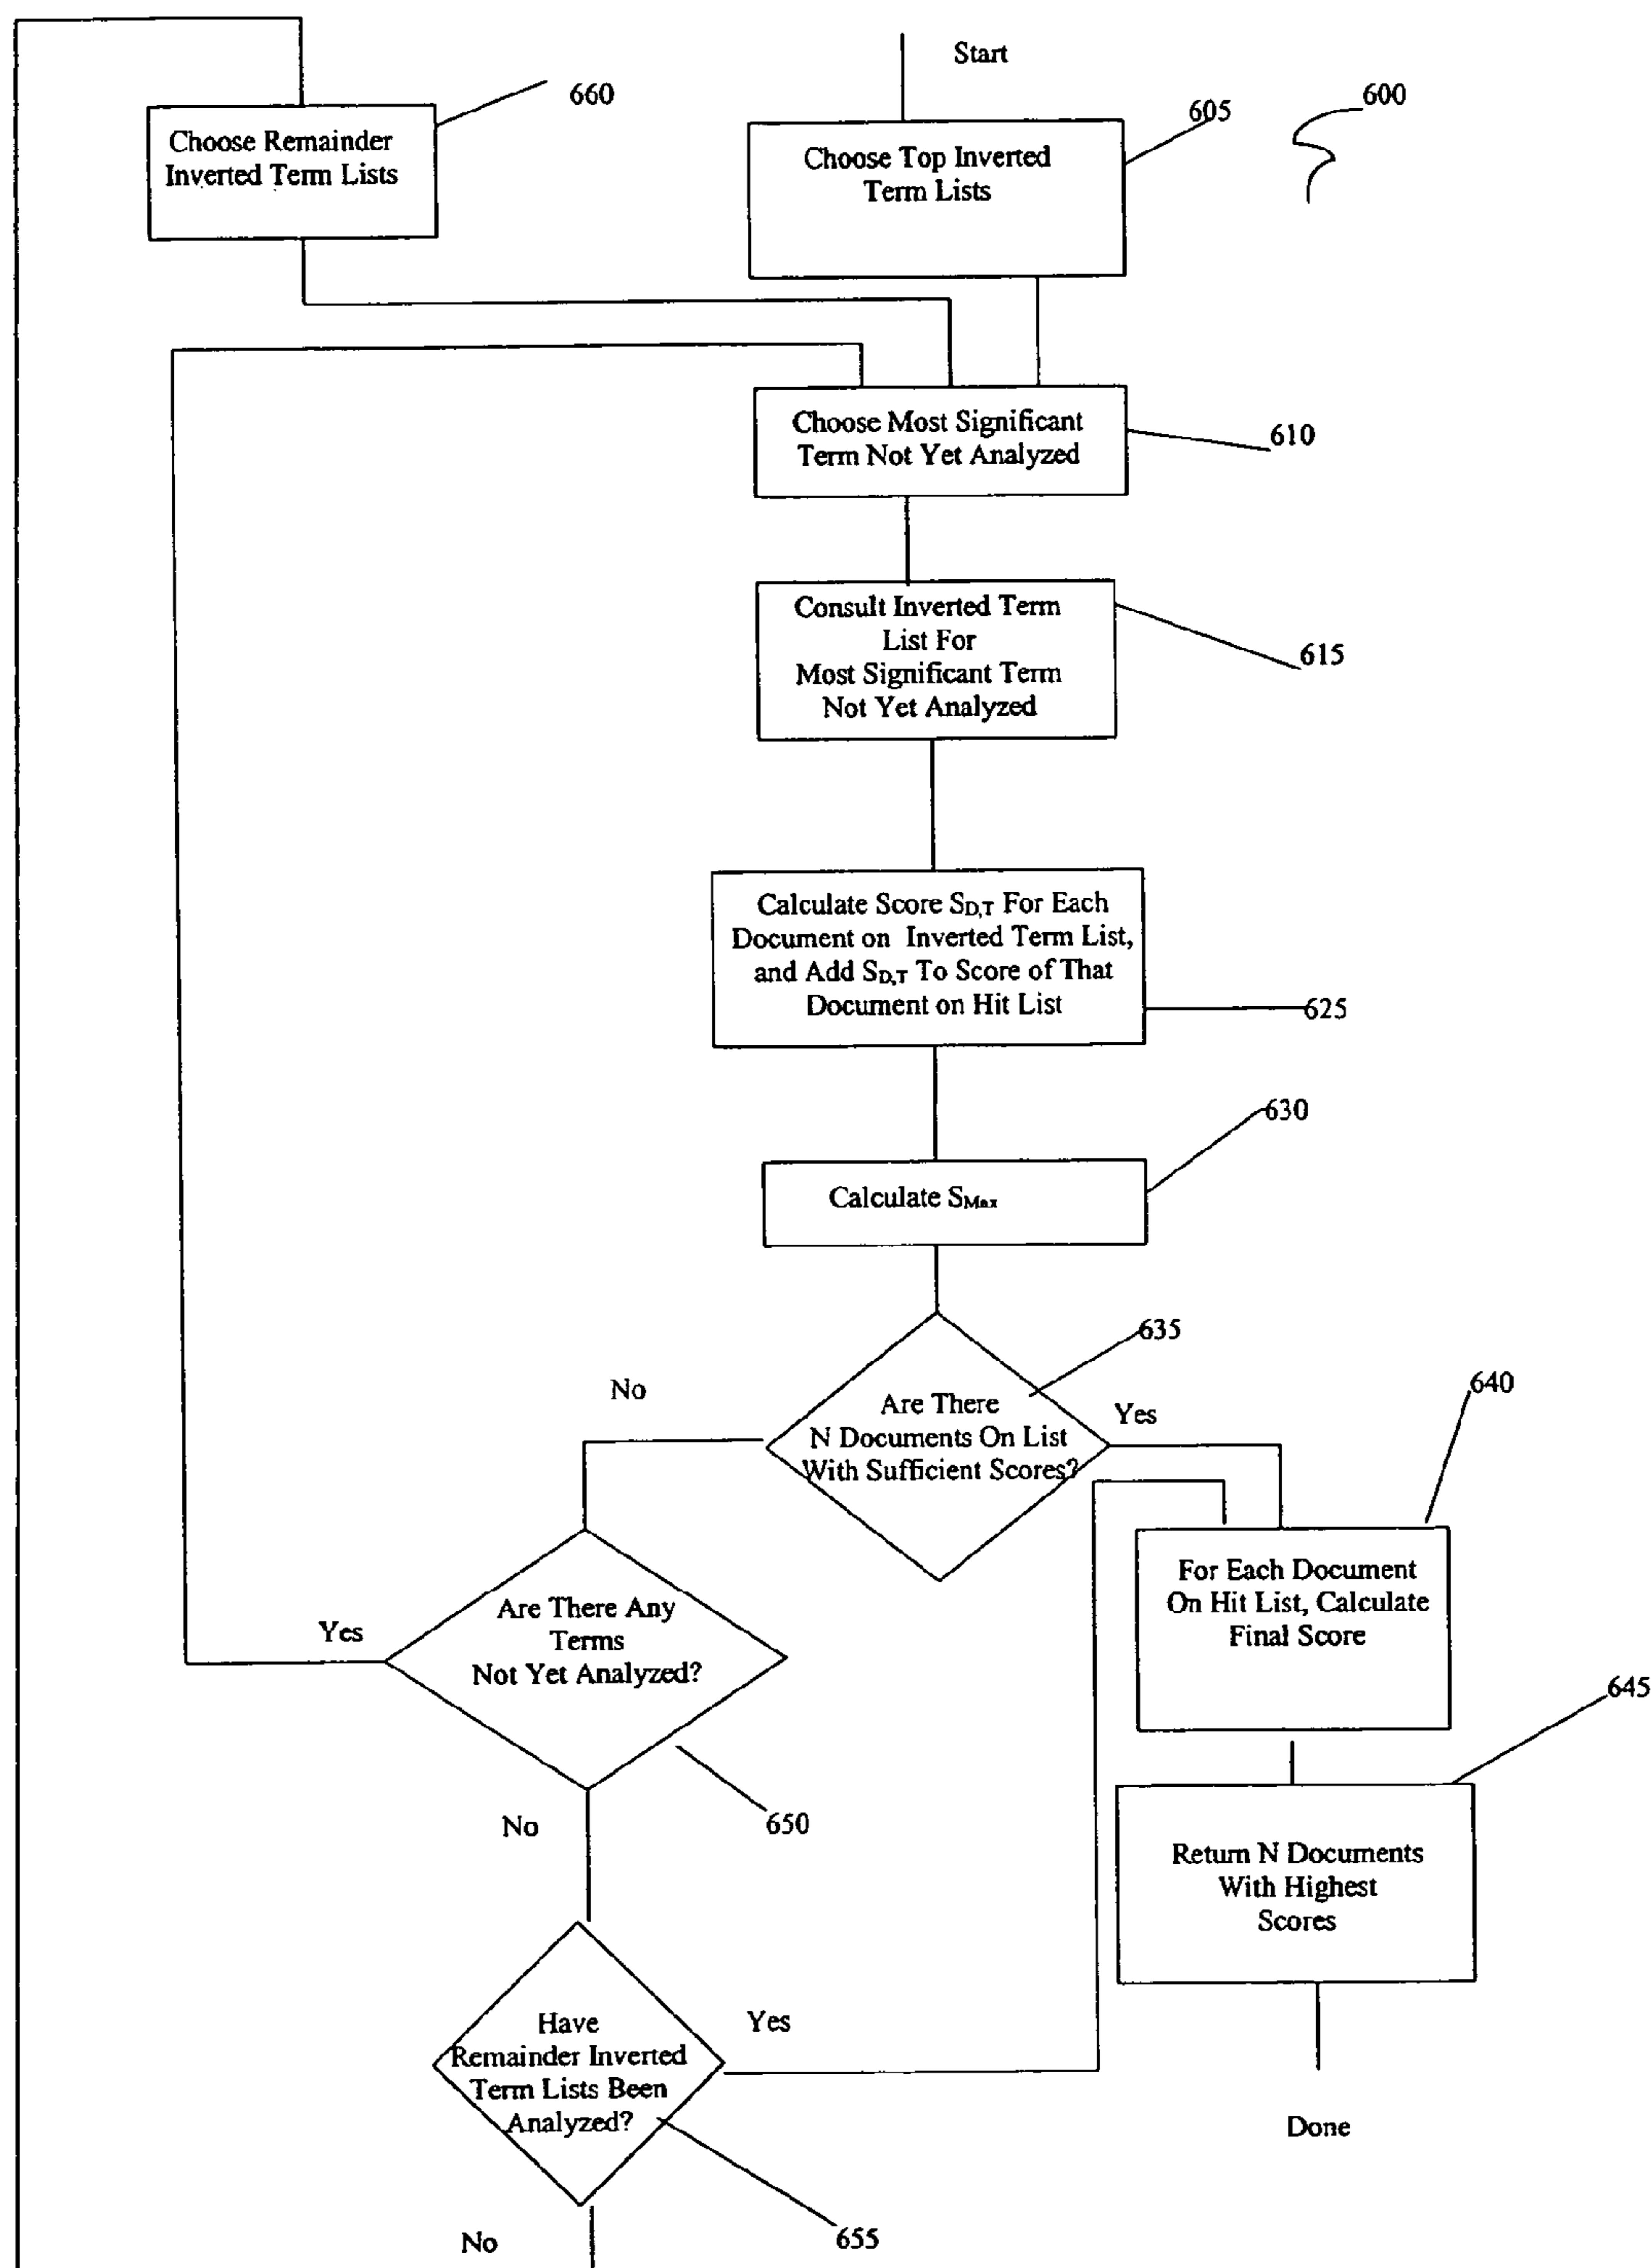 Start
660
600
605
Choose Remainder
Inverted Term Lists
Choose Top Inverted
Term Lists
Choose Most Significant
Term Not Yet Analyzed
610
Consult Inverted Term
List For
Most Significant Term
Not Yet Analyzed
615
Calculate Score SD,T For Each
Document on Inverted Term List,
and Add SD,T To Score of That
Document on Hit List
625
630
Calculate SMax
635
No
Are There
N Documents On List
With Sufficient Scores?
Yes
640
For Each Document
On Hit List, Calculate
Final Score
Yes
Are There Any
Terms
Not Yet Analyzed?
645
650
No
Return N Documents
With Highest
Scores
Have
Remainder Inverted
Term Lists Been
Analyzed?
Yes
Done
No
655